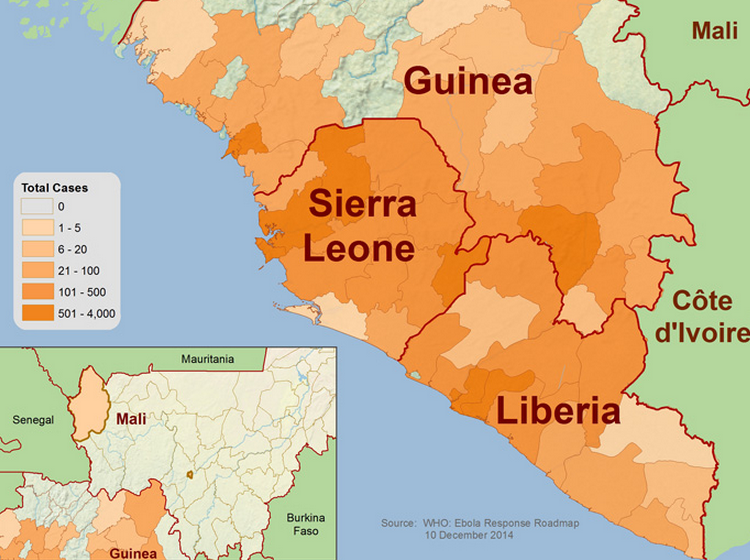 Mali
Guinea
Sierra
Leone
Total Cases
0
1 - 5
6 - 20
21 - 100
101 - 500
501 - 4,000
Côte
d'Ivoire
Liberia
Mauritania
Senegal
Mali
Burkina
Faso
Guinea
Source: WHO: Ebola Response Roadmap
10 December 2014